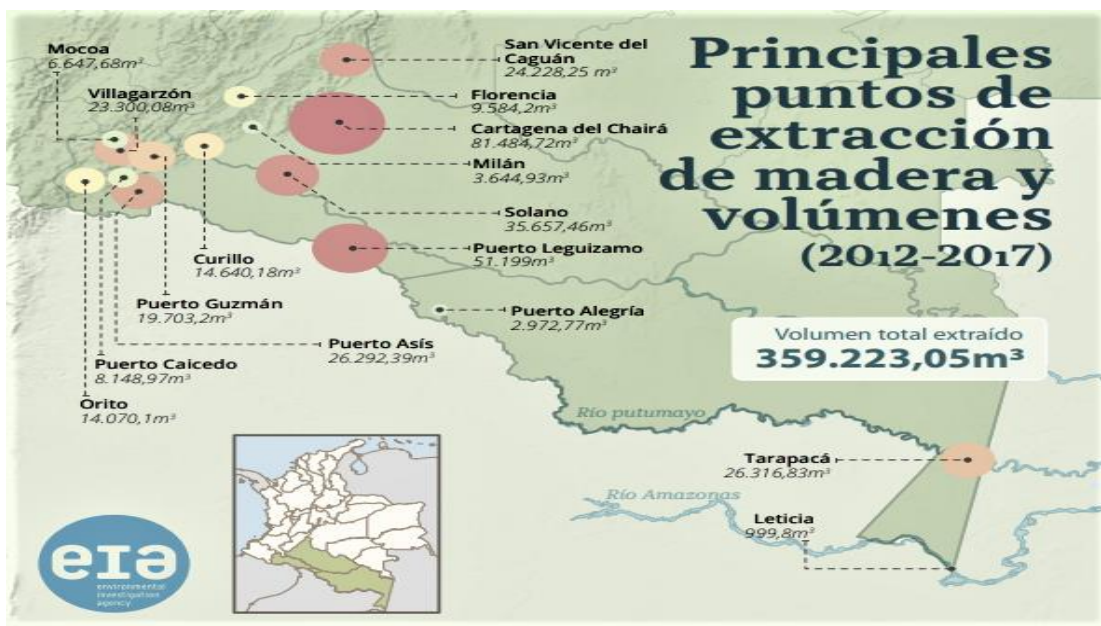 Principales
puntos de
extracción
de madera y
volúmenes
(2012-2017)
Mocoa
6.647,68m³
Villagarzón
23.300,08m³
San Vicente del
Caguán
24.228,25 m³
Florencia
9.584,2m³
Cartagena del Chairá
81.484,72m³
Milán
3.644,93m³
Solano
35.657,46m³
Puerto Leguizamo
51.199m³
Curillo
14.640,18m³
Puerto Guzmán
19.703,2m³
Puerto Alegría
2.972,77m³
Puerto Asís
26.292,39m³
Puerto Caicedo
8.148,97m³
Orito
14.070,1m³
Volumen total extraído
359.223,05m³
Río putumayo
Tarapacá
26.316,83m³
Río Amazonas
Leticia
999,8m³
eia
environmental
investigation
agency